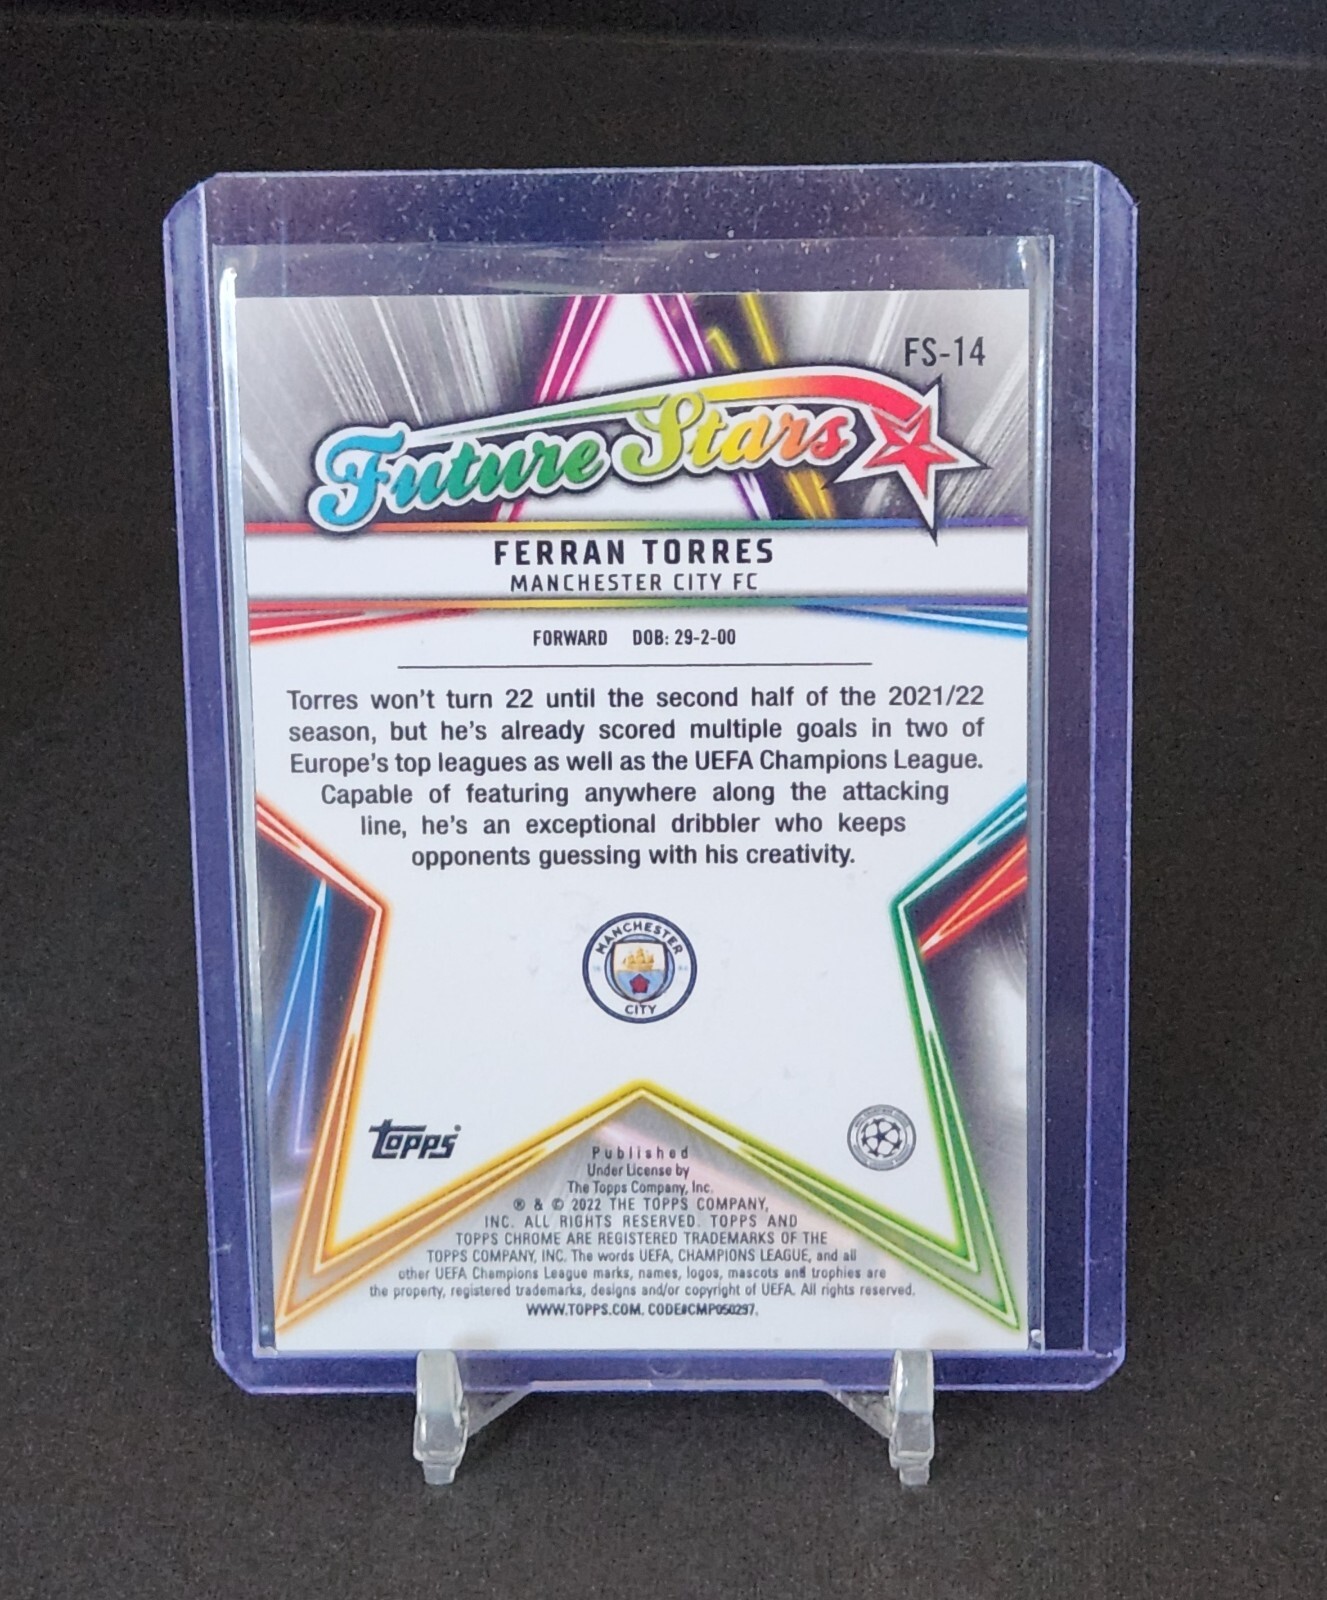 FS-14
Future Stars
FERRAN TORRES
MANCHESTER CITY FC
FORWARD DOB: 29-2-00
Torres won't turn 22 until the second half of the 2021/22
season, but he's already scored multiple goals in two of
Europe's top leagues as well as the UEFA Champions League.
Capable of featuring anywhere along the attacking
line, he's an exceptional dribbler who keeps
opponents guessing with his creativity.
MANCHESTER
CITY
Topps
Published
Under License by
The Topps Company, Inc.
® & © 2022 THE TOPPS COMPANY,
INC. ALL RIGHTS RESERVED. TOPPS AND
TOPPS CHROME ARE REGISTERED TRADEMARKS OF THE
TOPPS COMPANY, INC. The words UEFA, CHAMPIONS LEAGUE, and all
other UEFA Champions League marks, names, logos, mascots and trophies are
the property, registered trademarks, designs and/or copyright of UEFA. All rights reserved.
WWW.TOPPS.COM. CODE#CMP050297.